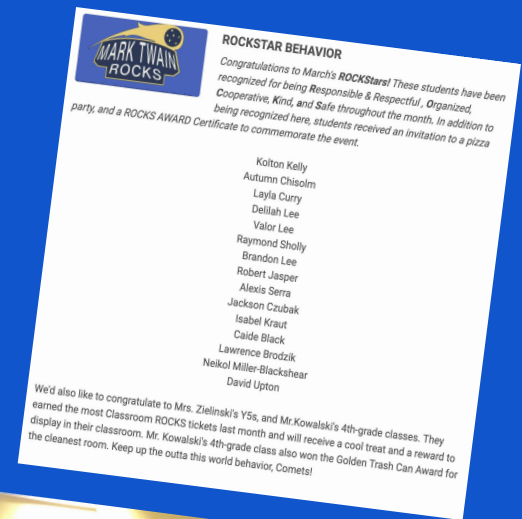 MARK TWAIN
ROCKS
ROCKSTAR BEHAVIOR
Congratulations to March's ROCKStars! These students have been
recognized for being Responsible & Respectful , Organized,
Cooperative, Kind, and Safe throughout the month. In addition to
being recognized here, students received an invitation to a pizza
party, and a ROCKS AWARD Certificate to commemorate the event.
Kolton Kelly
Autumn Chisolm
Layla Curry
Delilah Lee
Valor Lee
Raymond Sholly
Brandon Lee
Robert Jasper
Alexis Serra
Jackson Czubak
Isabel Kraut
Caide Black
Lawrence Brodzik
Neikol Miller-Blackshear
David Upton
We'd also like to congratulate to Mrs. Zielinski's Y5s, and Mr.Kowalski's 4th-grade classes. They
earned the most Classroom ROCKS tickets last month and will receive a cool treat and a reward to
display in their classroom. Mr. Kowalski's 4th-grade class also won the Golden Trash Can Award for
the cleanest room. Keep up the outta this world behavior, Comets!